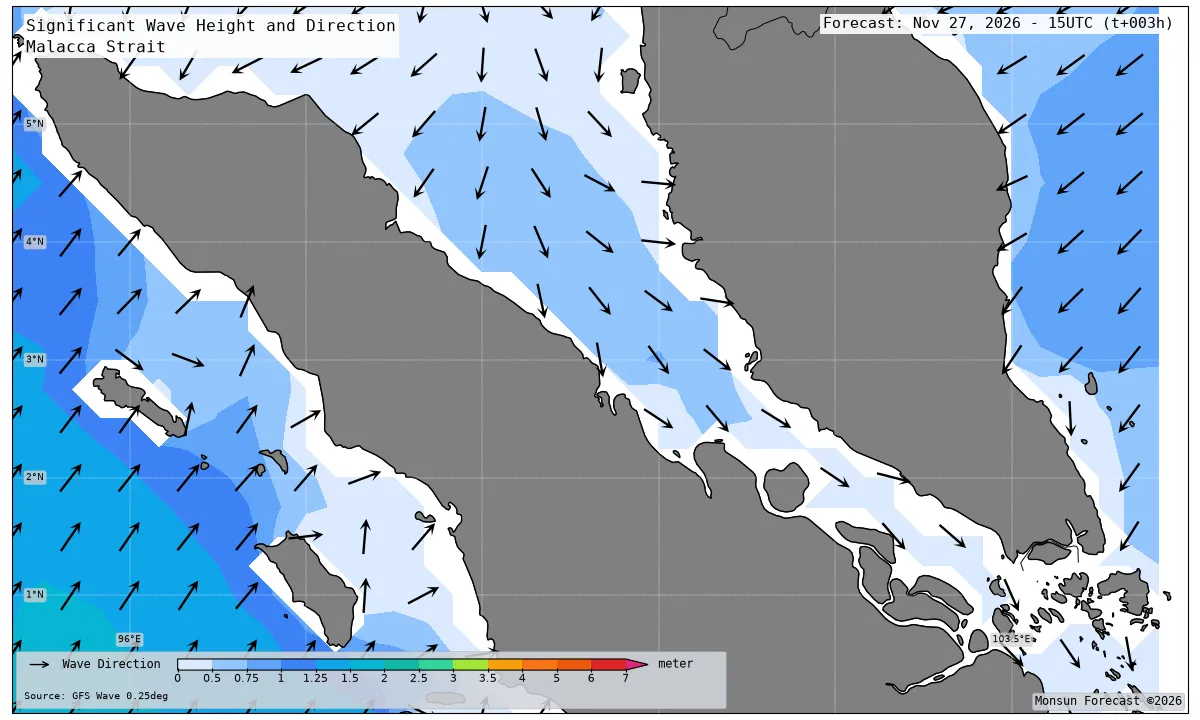 Significant Wave Height and Direction
Malacca Strait
Forecast: Nov 27, 2026 - 15UTC (t+003h)
5°N
4°N
3°N
2°N
1°N
96°E
103.5°E
Wave Direction
meter
0 0.5 0.75 1 1.25 1.5 2 2.5 3 3.5 4 5 6 7
Source: GFS Wave 0.25deg
Monsun Forecast ©2026